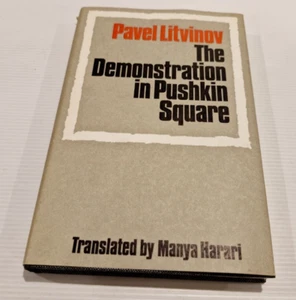 Pavel Litvinov
The
Demonstration
in Pushkin
Square
Translated by Manya Harari